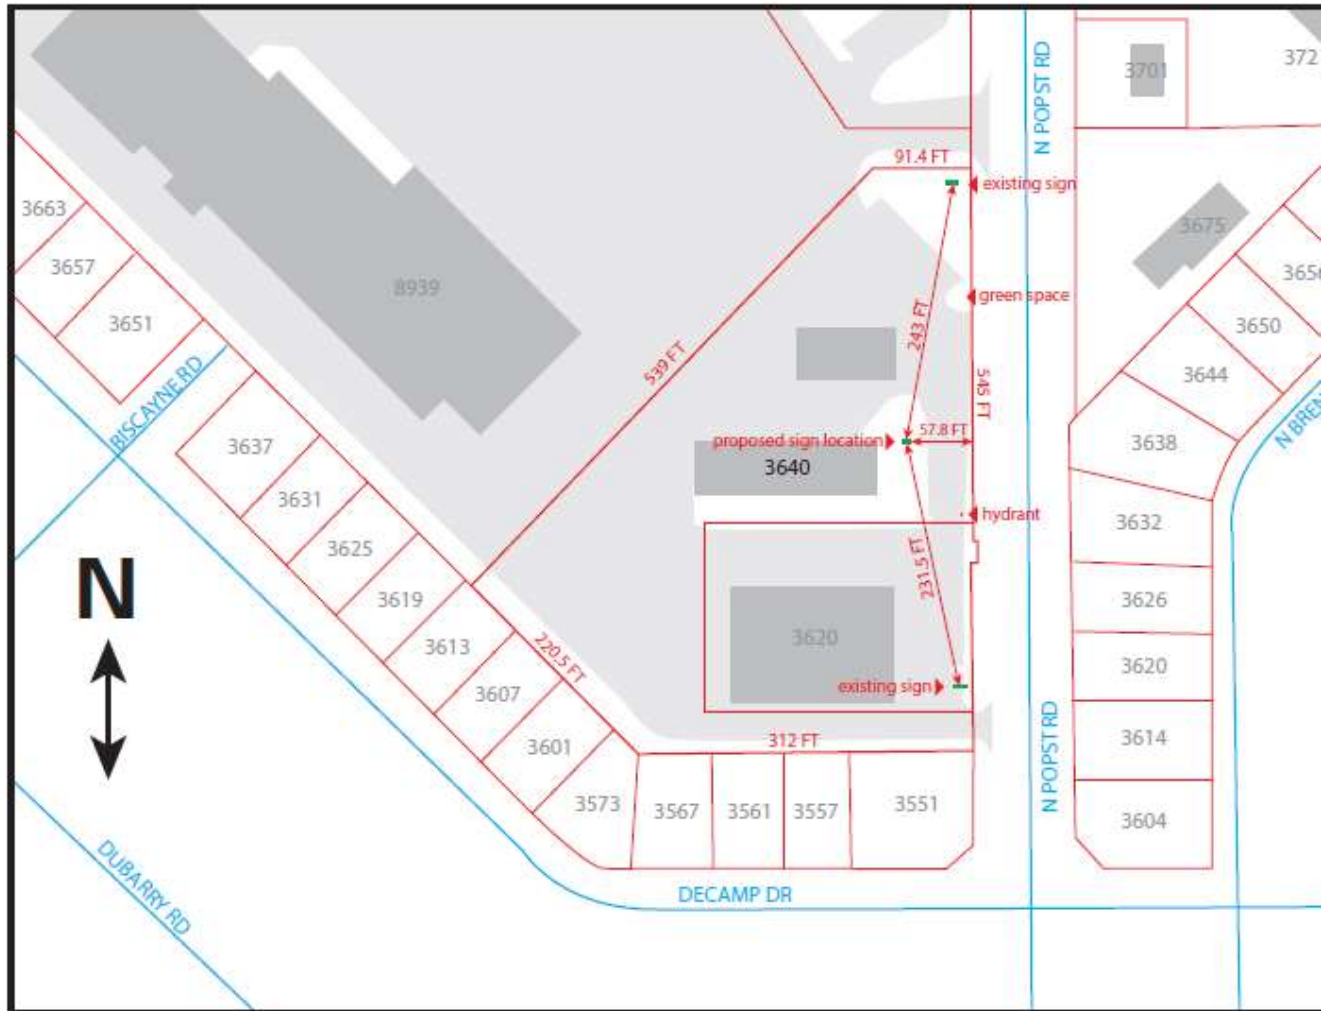 N POPST RD
3701
372
91.4 FT
existing sign
3663
3657
3651
8939
3675
3656
3650
3644
3638
green space
243 FT
539 FT
545 FT
BISCAYNE RD
57.8 FT
proposed sign location
3640
N BREN
3637
3631
3625
3619
3613
3607
3601
3573
hydrant
3632
3626
3620
3614
3604
N
231.5 FT
3620
220.5 FT
existing sign
312 FT
N POPST RD
3567
3561
3557
3551
DUBARRY RD
DECAMP DR